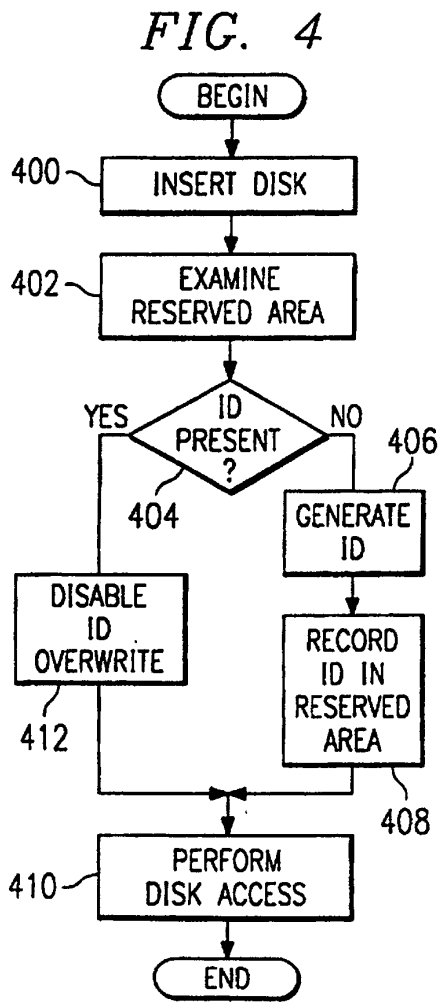 FIG. 4
BEGIN
400
INSERT DISK
402
EXAMINE
RESERVED AREA
YES
ID
PRESENT
?
NO
404
406
GENERATE
ID
DISABLE
ID
OVERWRITE
412
RECORD
ID IN
RESERVED
AREA
408
410
PERFORM
DISK ACCESS
END